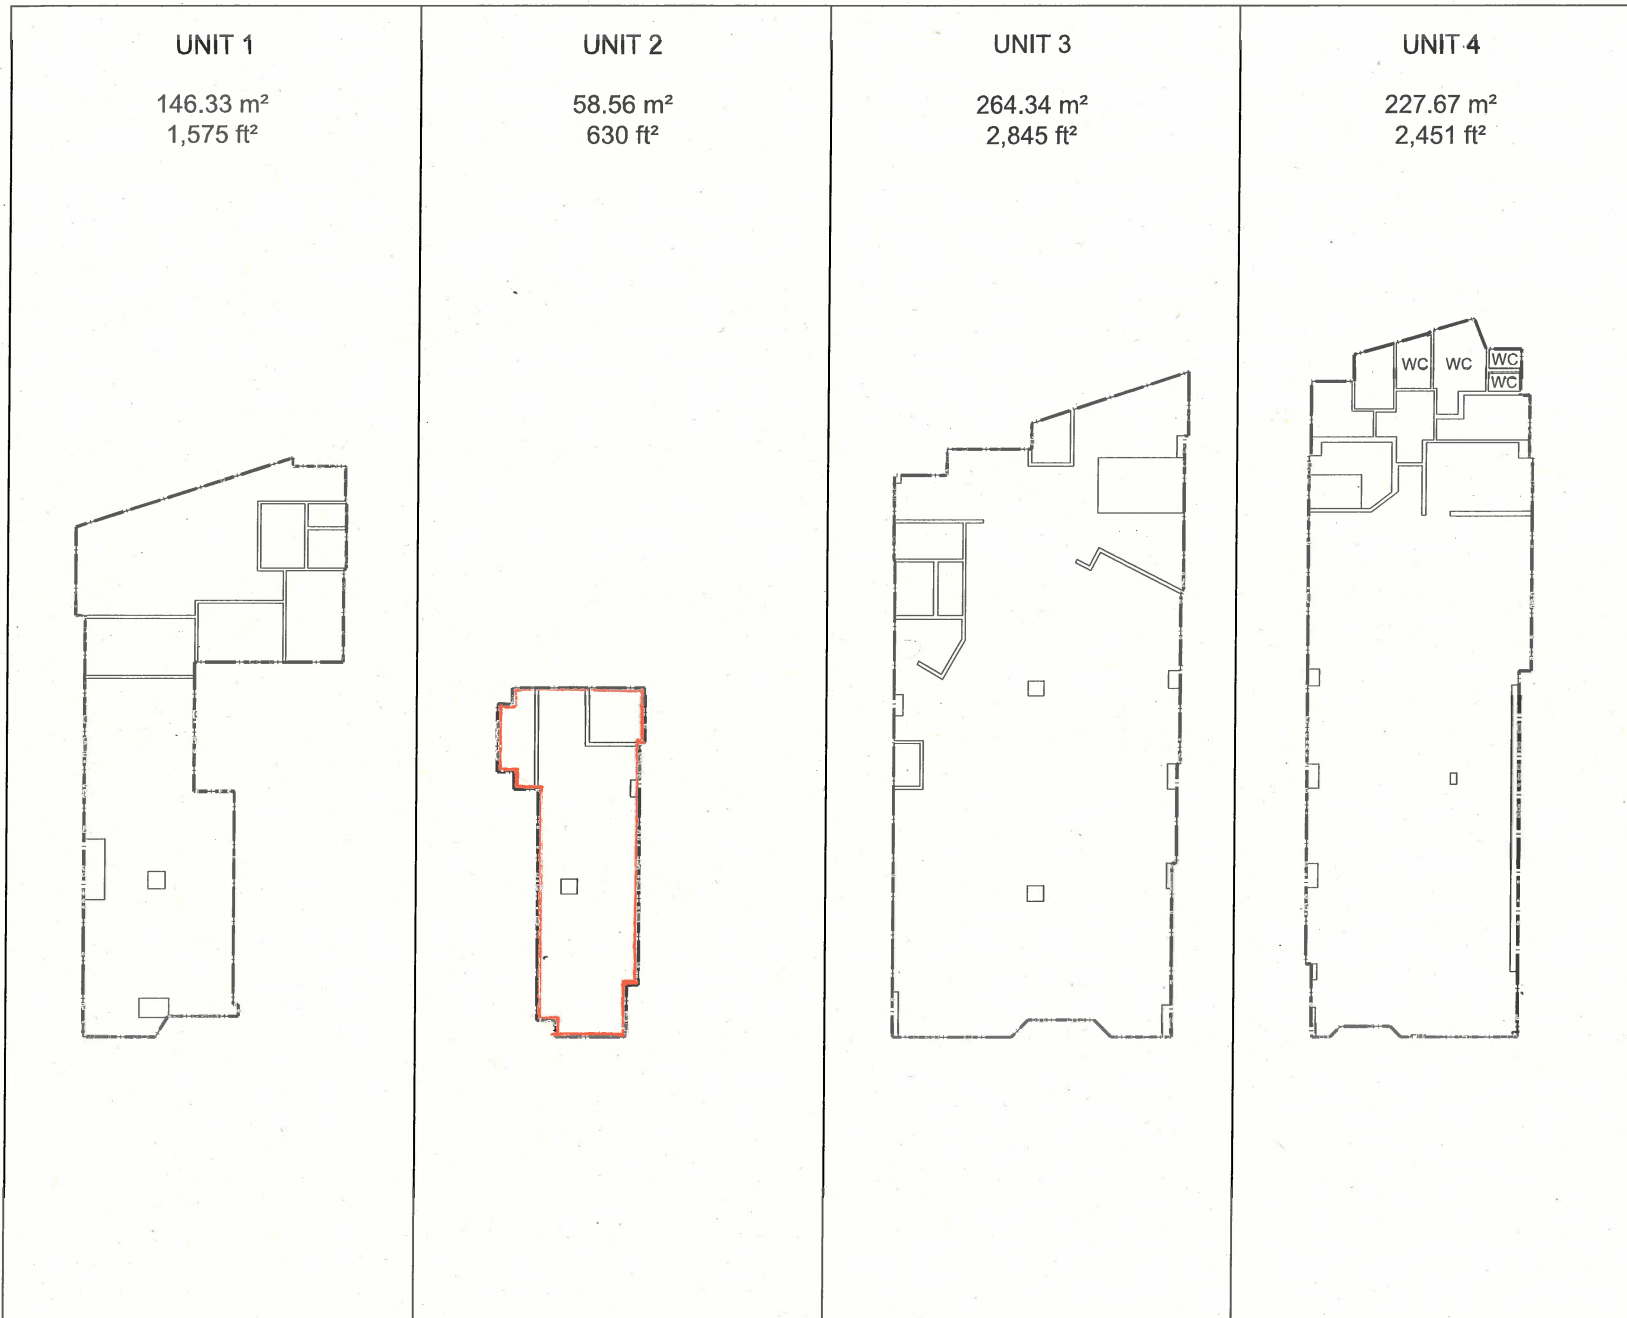 UNIT 1
146.33 m²
1,575 ft²
UNIT 2
58.56 m²
630 ft²
UNIT 3
264.34 m²
2,845 ft²
UNIT 4
227.67 m²
2,451 ft²
WC
WC
WC
WC